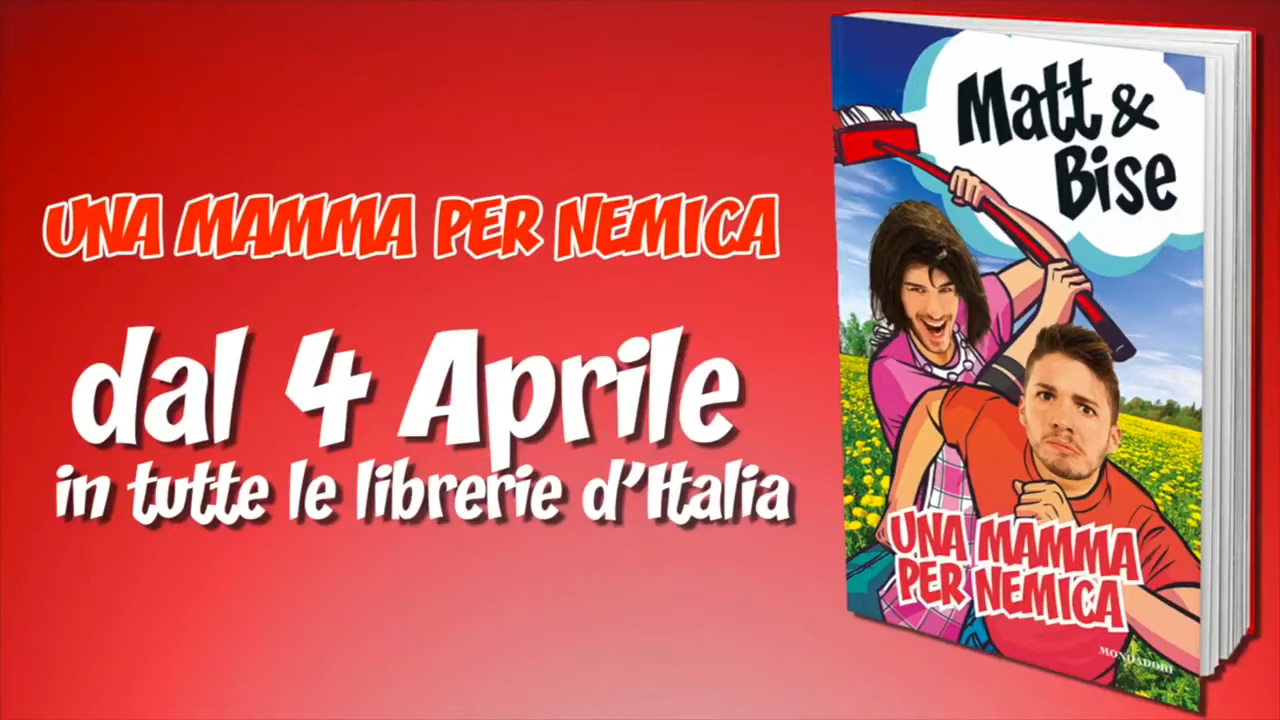 UNA MAMMA PER NEMICA
dal 4 Aprile
in tutte le librerie d'Italia
Matt &
Bise
UNA MAMMA
PER NEMICA
MONDADORI